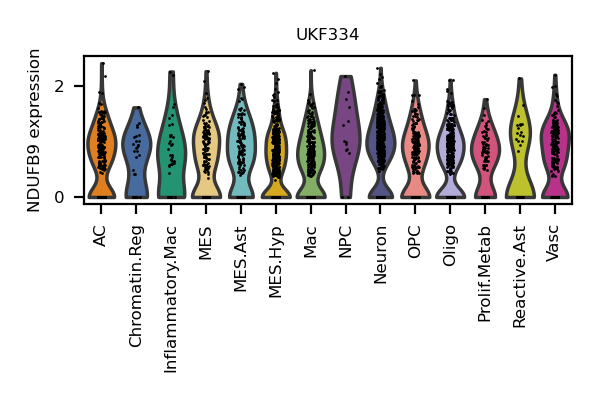 UKF334
NDUFB9 expression
2
0
AC
Chromatin.Reg
Inflammatory.Mac
MES
MES.Ast
MES.Hyp
Mac
NPC
Neuron
OPC
Oligo
Prolif.Metab
Reactive.Ast
Vasc